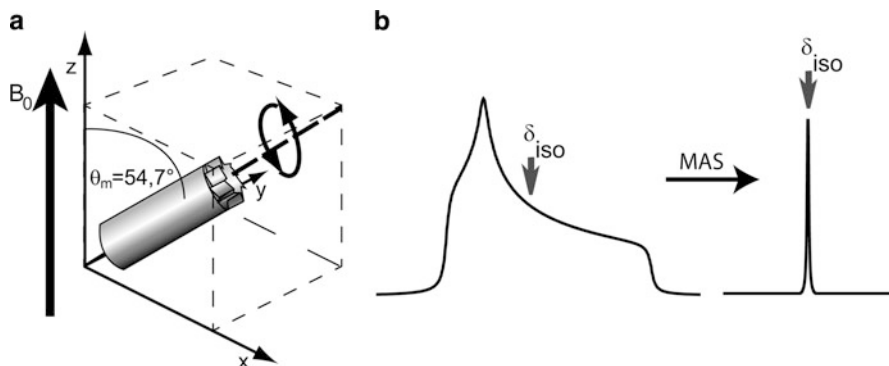 a
z
B₀
θₘ=54,7°
y
x
b
δiso
MAS
δiso